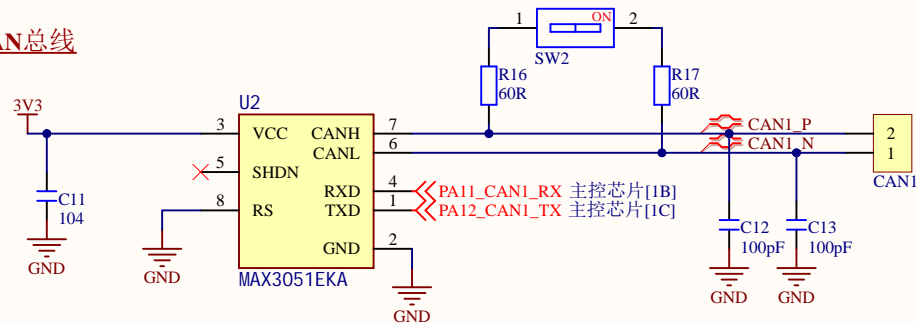 AN总线
1
ON
2
SW2
R16
60R
R17
60R
3V3
U2
3
VCC
CANH
7
CANL
6
5
SHDN
RXD
4
PA11_CAN1_RX 主控芯片[1B]
8
RS
TXD
1
PA12_CAN1_TX 主控芯片[1C]
GND
2
MAX3051EKA
C11
104
GND
GND
GND
CAN1_P
CAN1_N
2
1
CAN1
C12
100pF
C13
100pF
GND
GND